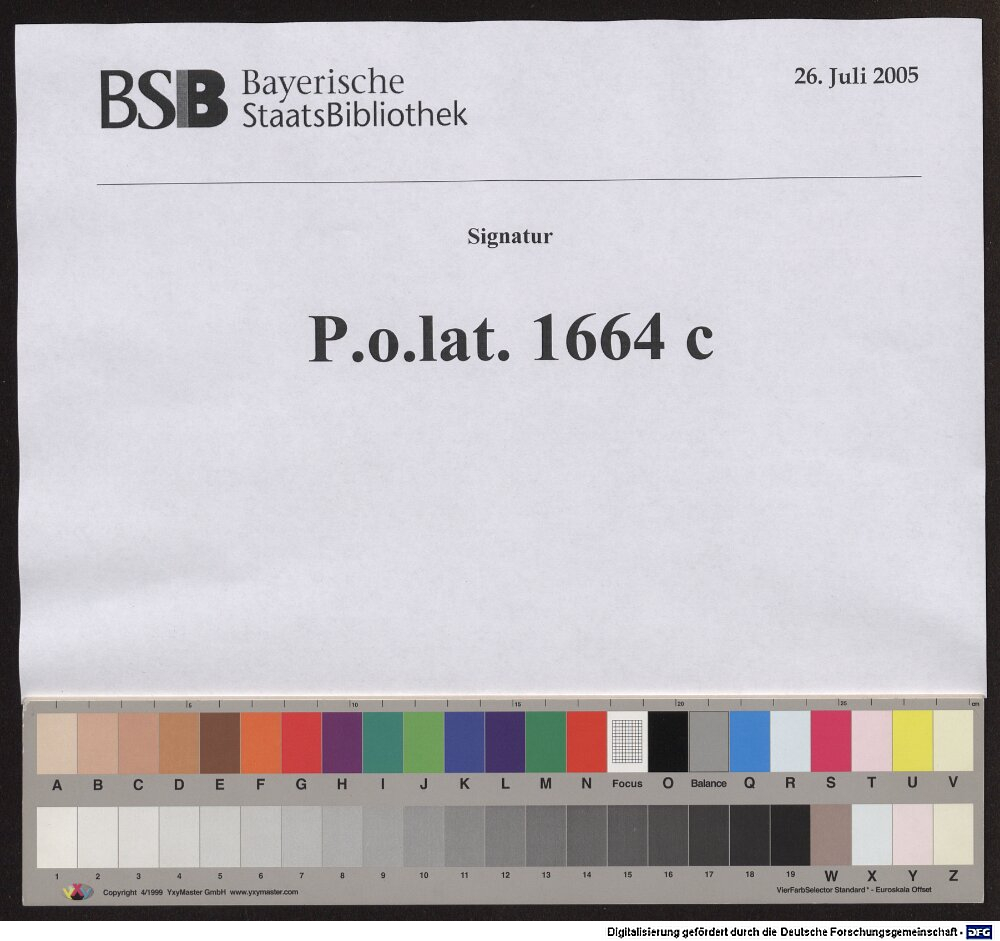 BSB Bayerische
StaatsBibliothek
26. Juli 2005
Signatur
P.o.lat. 1664 c
5 10 15 20 25 cm
A B C D E F G H I J K L M N Focus O Balance Q R S T U V
1 2 3 4 5 6 7 8 9 10 11 12 13 14 15 16 17 18 19 W X Y Z
YXY Copyright 4/1999 YxyMaster GmbH www.yxymaster.com
VierFarbSelector Standard* - Euroskala Offset
Digitalisierung gefördert durch die Deutsche Forschungsgemeinschaft - DFG